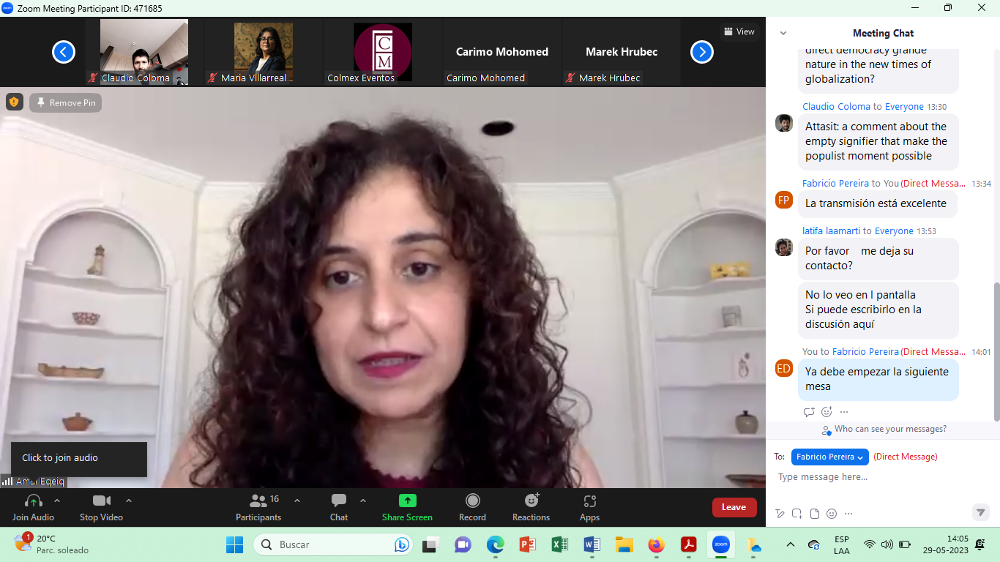 Zoom Meeting Participant ID: 471685
View
Claudio Coloma
Maria Villarreal
C
M
Colmex Eventos
Carimo Mohomed
Carimo Mohomed
Marek Hrubec
Marek Hrubec
Remove Pin
Click to join audio
Amal Eqeiq
Meeting Chat
direct democracy grande
nature in the new times of
globalization?
Claudio Coloma to Everyone 13:30
Attasit: a comment about the
empty signifier that make the
populist moment possible
Fabricio Pereira to You (Direct Messa... 13:34
FP
La transmisión está excelente
latifa laamarti to Everyone 13:53
Por favor me deja su
contacto?
No lo veo en l pantalla
Si puede escribirlo en la
discusión aquí
You to Fabricio Pereira (Direct Messa... 14:01
ED
Ya debe empezar la siguiente
mesa
Who can see your messages?
To: Fabricio Pereira (Direct Message)
Type message here...
Join Audio
Stop Video
16
Participants
Chat
Share Screen
Record
Reactions
Apps
Leave
1
20°C
Parc. soleado
Buscar
zoom
ESP
LAA
14:05
29-05-2023